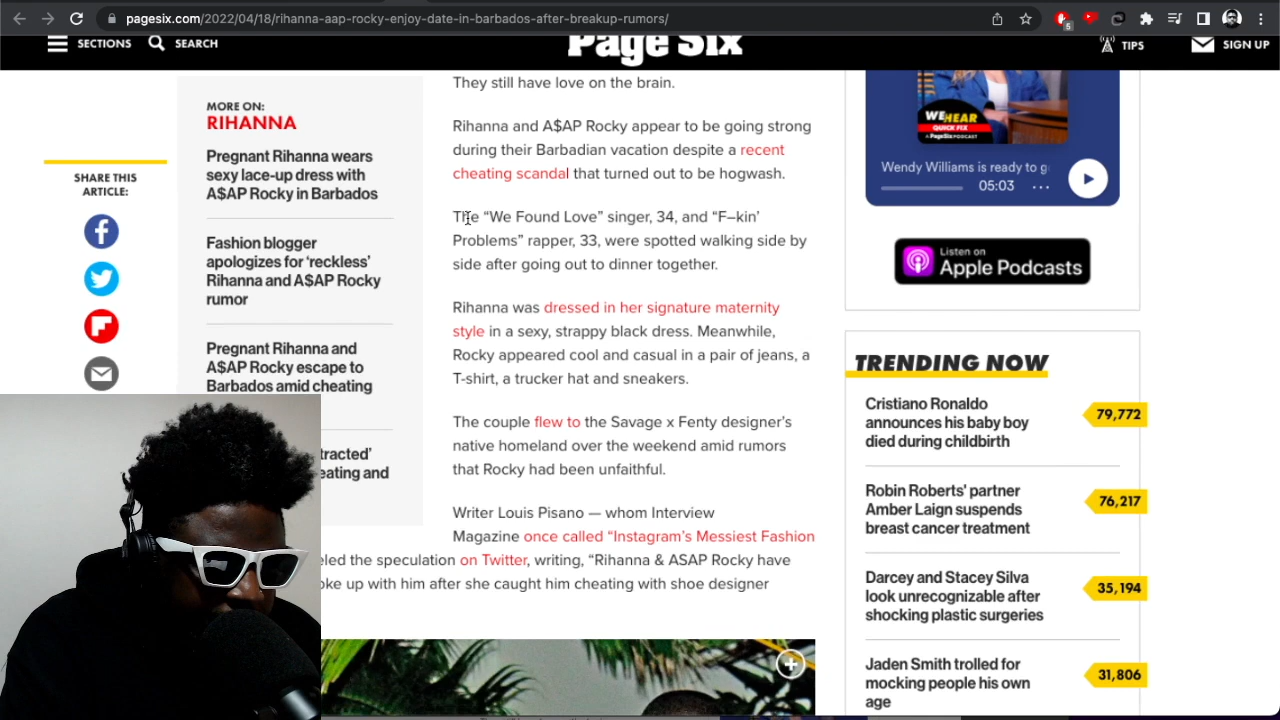 pagesix.com/2022/04/18/rihanna-aap-rocky-enjoy-date-in-barbados-after-breakup-rumors/
5
SECTIONS
SEARCH
Page Six
TIPS
SIGN UP
SHARE THIS
ARTICLE:
MORE ON:
RIHANNA
Pregnant Rihanna wears
sexy lace-up dress with
A$AP Rocky in Barbados
Fashion blogger
apologizes for ‘reckless’
Rihanna and A$AP Rocky
rumor
Pregnant Rihanna and
A$AP Rocky escape to
Barbados amid cheating
tracted’
eating and
They still have love on the brain.
Rihanna and A$AP Rocky appear to be going strong
during their Barbadian vacation despite a recent
cheating scandal that turned out to be hogwash.
The “We Found Love” singer, 34, and “F–kin’
Problems” rapper, 33, were spotted walking side by
side after going out to dinner together.
Rihanna was dressed in her signature maternity
style in a sexy, strappy black dress. Meanwhile,
Rocky appeared cool and casual in a pair of jeans, a
T-shirt, a trucker hat and sneakers.
The couple flew to the Savage x Fenty designer’s
native homeland over the weekend amid rumors
that Rocky had been unfaithful.
Writer Louis Pisano — whom Interview
Magazine once called “Instagram’s Messiest Fashion
eled the speculation on Twitter, writing, “Rihanna & ASAP Rocky have
oke up with him after she caught him cheating with shoe designer
WE HEAR
QUICK FIX
A PAGE SIX PODCAST
Wendy Williams is ready to g
05:03
Listen on
Apple Podcasts
TRENDING NOW
Cristiano Ronaldo
announces his baby boy
died during childbirth
79,772
Robin Roberts' partner
Amber Laign suspends
breast cancer treatment
76,217
Darcey and Stacey Silva
look unrecognizable after
shocking plastic surgeries
35,194
Jaden Smith trolled for
mocking people his own
age
31,806